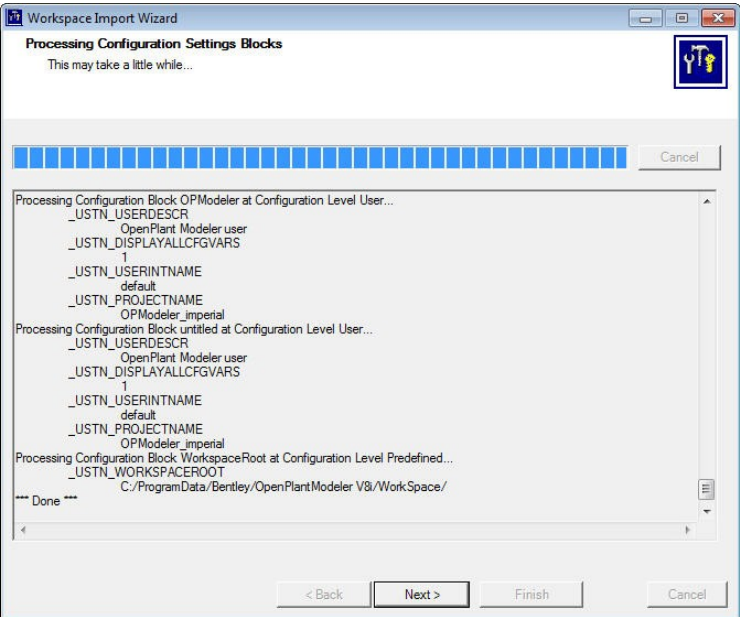 Workspace Import Wizard
Processing Configuration Settings Blocks
This may take a little while...
Cancel
Processing Configuration Block OPModeler at Configuration Level User...
_USTN_USERDESCR
OpenPlant Modeler user
_USTN_DISPLAYALLCFGVARS
1
_USTN_USERINTNAME
default
_USTN_PROJECTNAME
OPModeler_imperial
Processing Configuration Block untitled at Configuration Level User...
_USTN_USERDESCR
OpenPlant Modeler user
_USTN_DISPLAYALLCFGVARS
1
_USTN_USERINTNAME
default
_USTN_PROJECTNAME
OPModeler_imperial
Processing Configuration Block WorkspaceRoot at Configuration Level Predefined...
_USTN_WORKSPACEROOT
C:/ProgramData/Bentley/OpenPlantModeler V8i/WorkSpace/
*** Done ***
< Back Next > Finish Cancel